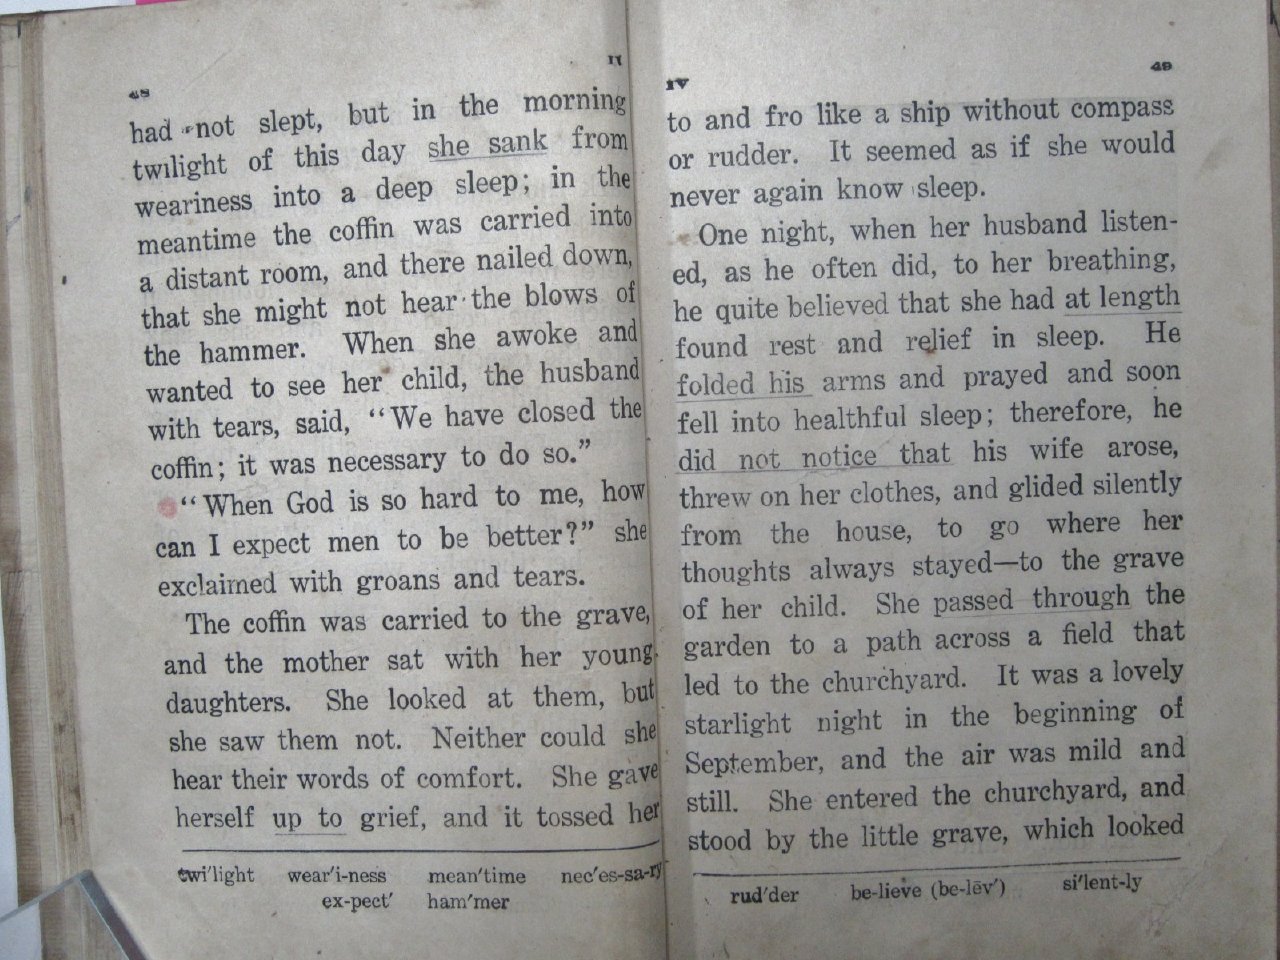 48
II
had not slept, but in the morning
twilight of this day she sank from
weariness into a deep sleep; in the
meantime the coffin was carried into
a distant room, and there nailed down,
that she might not hear the blows of
the hammer. When she awoke and
wanted to see her child, the husband
with tears, said, “We have closed the
coffin; it was necessary to do so.”
“When God is so hard to me, how
can I expect men to be better?” she
exclaimed with groans and tears.
The coffin was carried to the grave,
and the mother sat with her young
daughters. She looked at them, but
she saw them not. Neither could she
hear their words of comfort. She gave
herself up to grief, and it tossed her
twi'light wear'i-ness mean'time nec'es-sa-ry
ex-pect' ham'mer
IV
49
to and fro like a ship without compass
or rudder. It seemed as if she would
never again know sleep.
One night, when her husband listen-
ed, as he often did, to her breathing,
he quite believed that she had at length
found rest and relief in sleep. He
folded his arms and prayed and soon
fell into healthful sleep; therefore, he
did not notice that his wife arose,
threw on her clothes, and glided silently
from the house, to go where her
thoughts always stayed—to the grave
of her child. She passed through the
garden to a path across a field that
led to the churchyard. It was a lovely
starlight night in the beginning of
September, and the air was mild and
still. She entered the churchyard, and
stood by the little grave, which looked
rud'der be-lieve (be-lēv') si'lent-ly